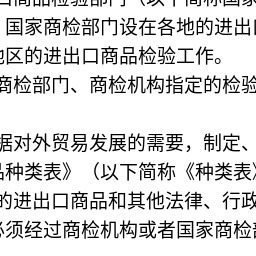 出口商品检验部门（以下简称国家
国家商检部门设在各地的进出口
地区的进出口商品检验工作。
商检部门、商检机构指定的检验
据对外贸易发展的需要，制定、
品种类表》（以下简称《种类表》
的进出口商品和其他法律、行政
必须经过商检机构或者国家商检